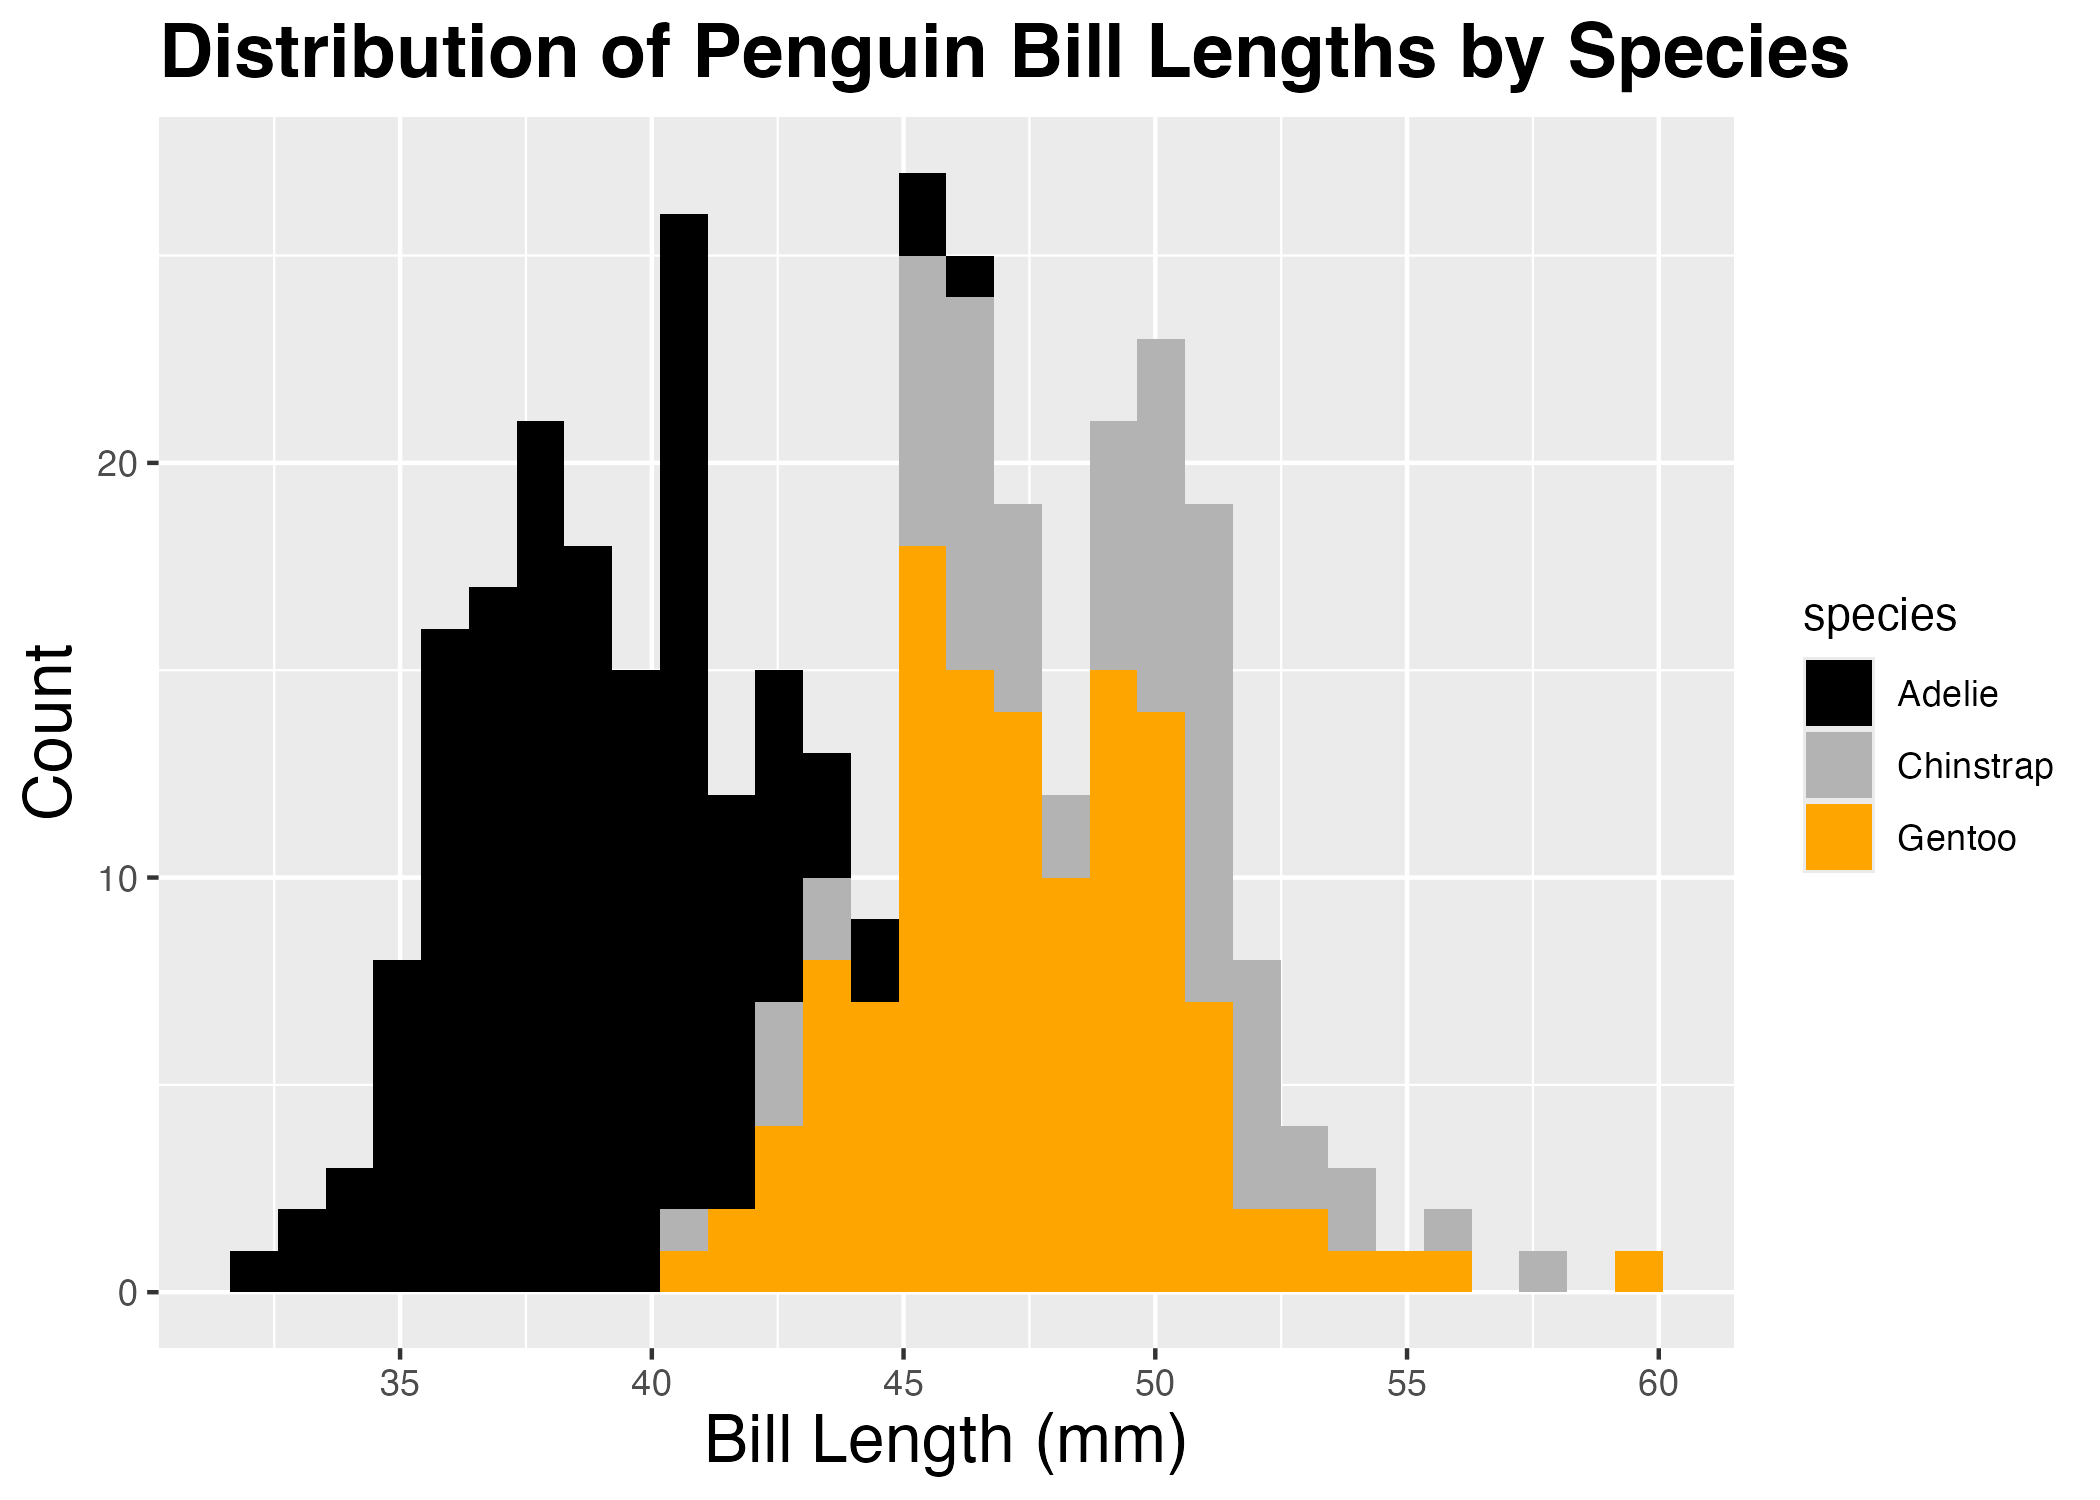 Distribution of Penguin Bill Lengths by Species
Count
20
10
0
35 40 45 50 55 60
Bill Length (mm)
species
Adelie
Chinstrap
Gentoo